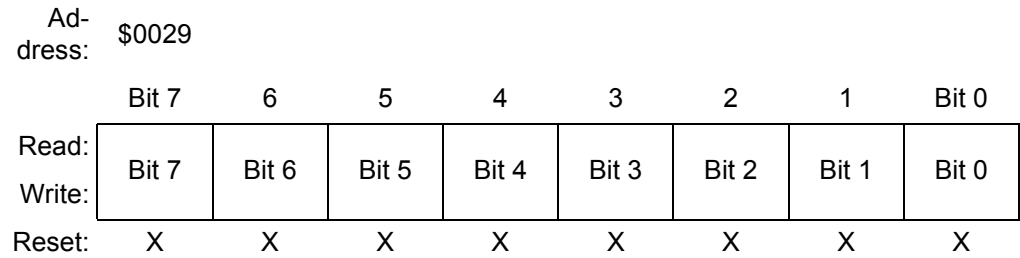 Ad-
dress: $0029
Bit 7 6 5 4 3 2 1 Bit 0
Read:
Bit 7 Bit 6 Bit 5 Bit 4 Bit 3 Bit 2 Bit 1 Bit 0
Write:
Reset: X X X X X X X X